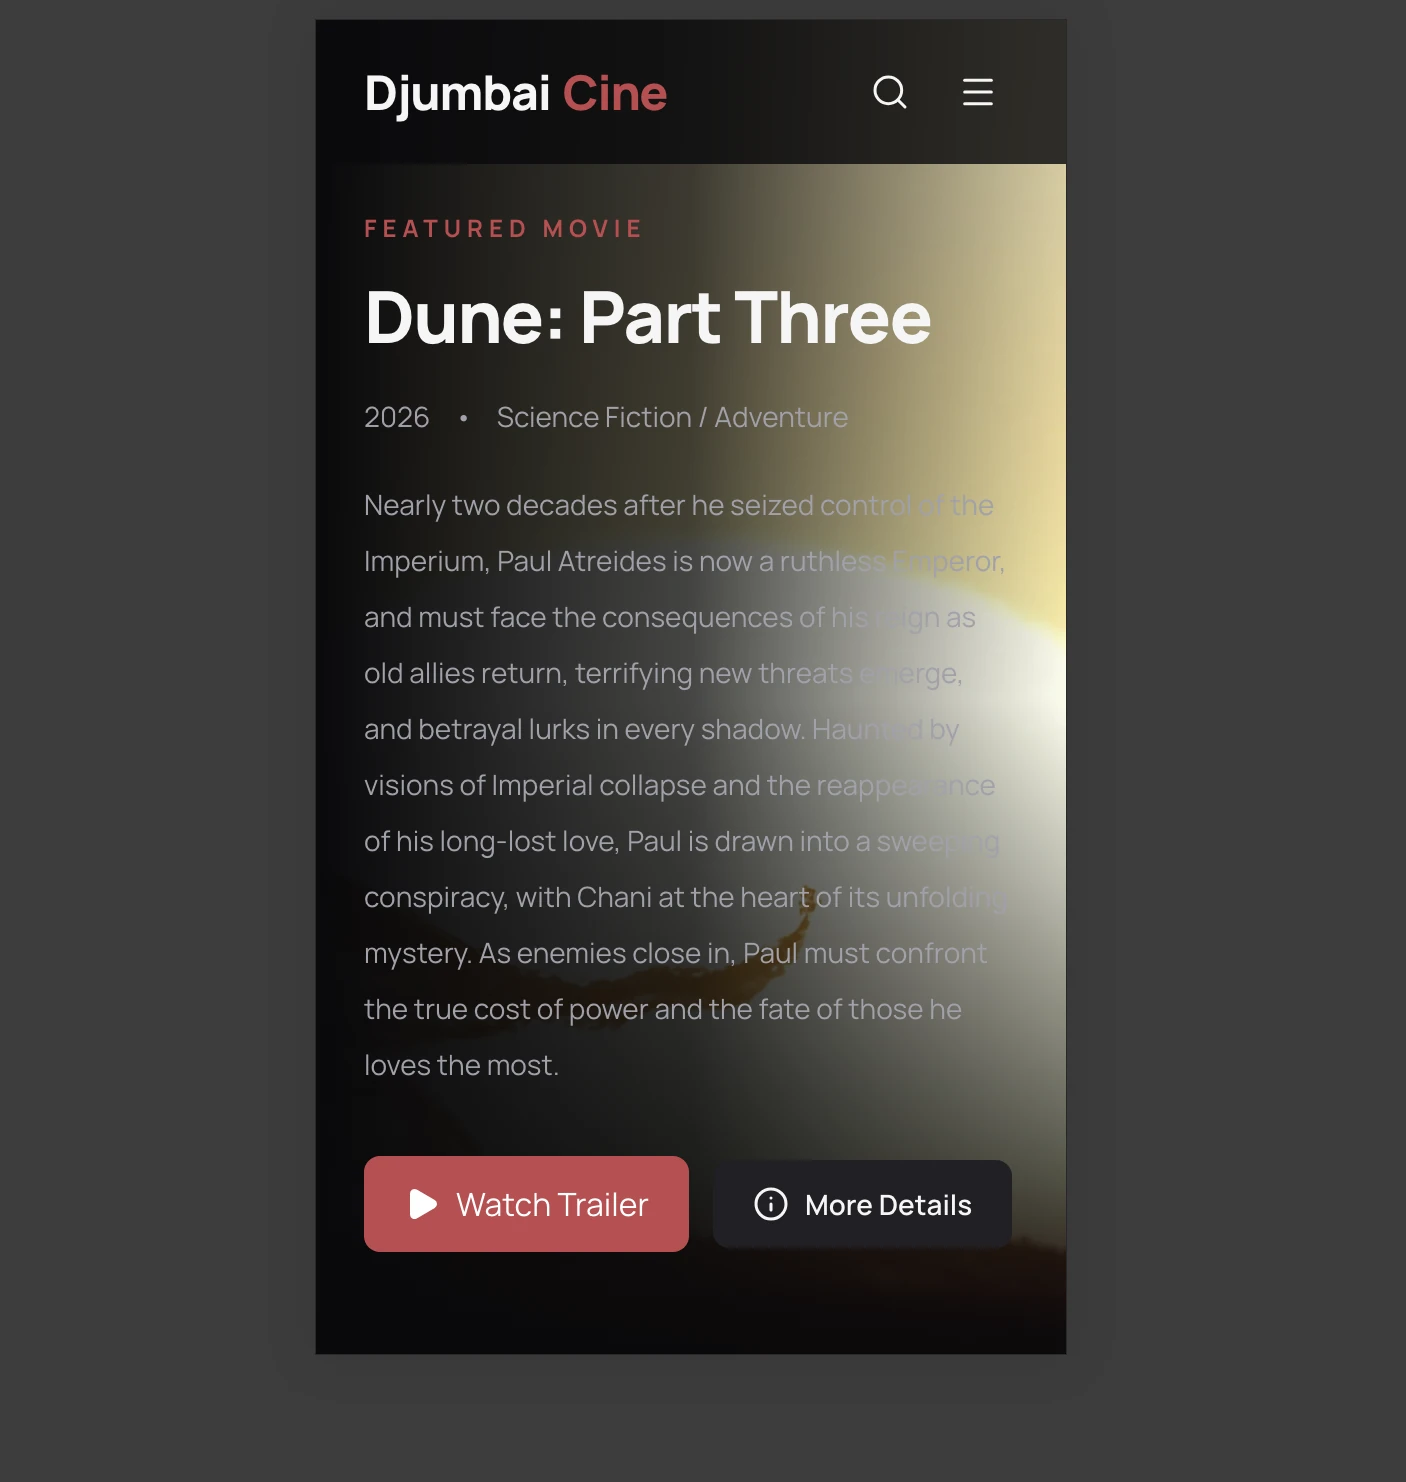 Djumbai Cine
FEATURED MOVIE
Dune: Part Three
2026 • Science Fiction / Adventure
Nearly two decades after he seized control of the
Imperium, Paul Atreides is now a ruthless Emperor,
and must face the consequences of his reign as
old allies return, terrifying new threats emerge,
and betrayal lurks in every shadow. Haunted by
visions of Imperial collapse and the reappearance
of his long-lost love, Paul is drawn into a sweeping
conspiracy, with Chani at the heart of its unfolding
mystery. As enemies close in, Paul must confront
the true cost of power and the fate of those he
loves the most.
Watch Trailer
More Details